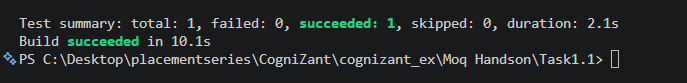 Test summary: total: 1, failed: 0, succeeded: 1, skipped: 0, duration: 2.1s
Build succeeded in 10.1s
PS C:\Desktop\placementseries\CogniZant\cognizant_ex\Moq Handson\Task1.1>